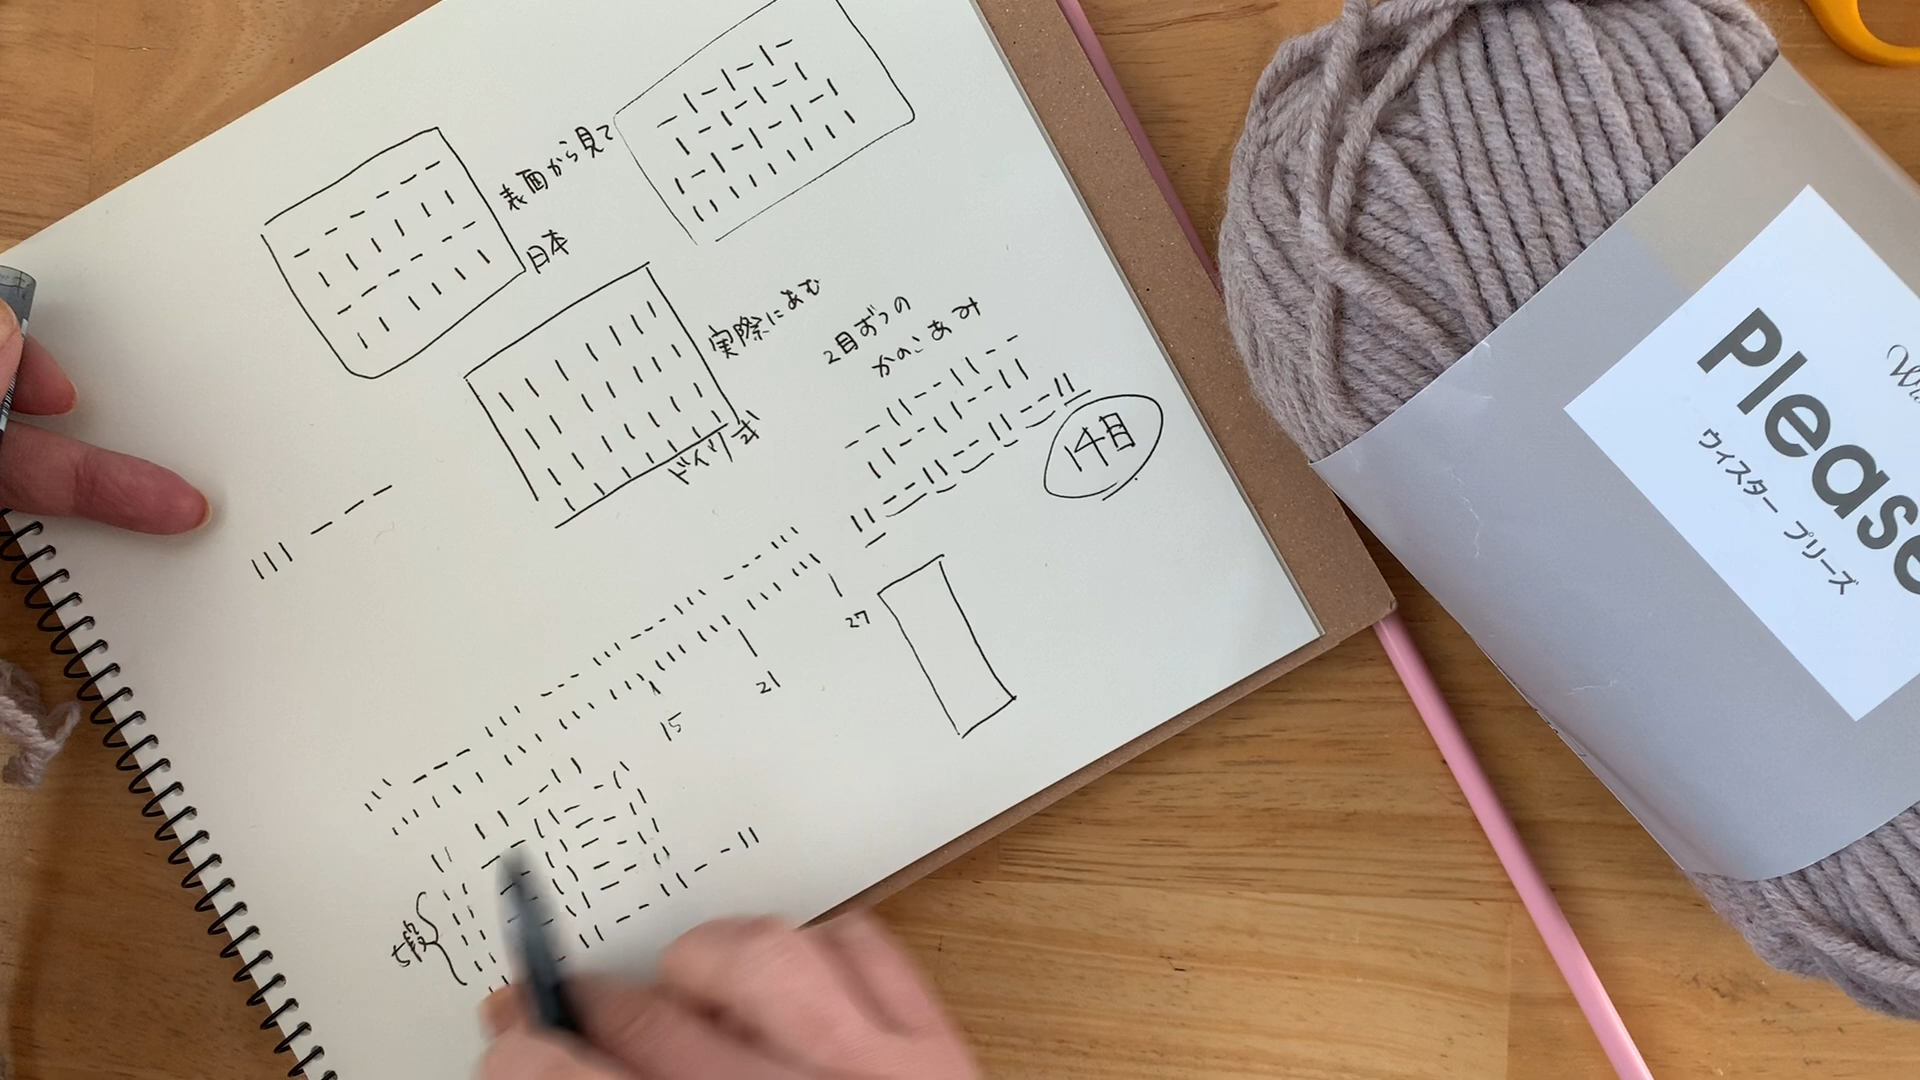 表面から見て
日本
実際にあむ
ドイツ式
2目ずつの
かのこあみ
14目
27
21
15
5段
Please
ウィスター プリーズ